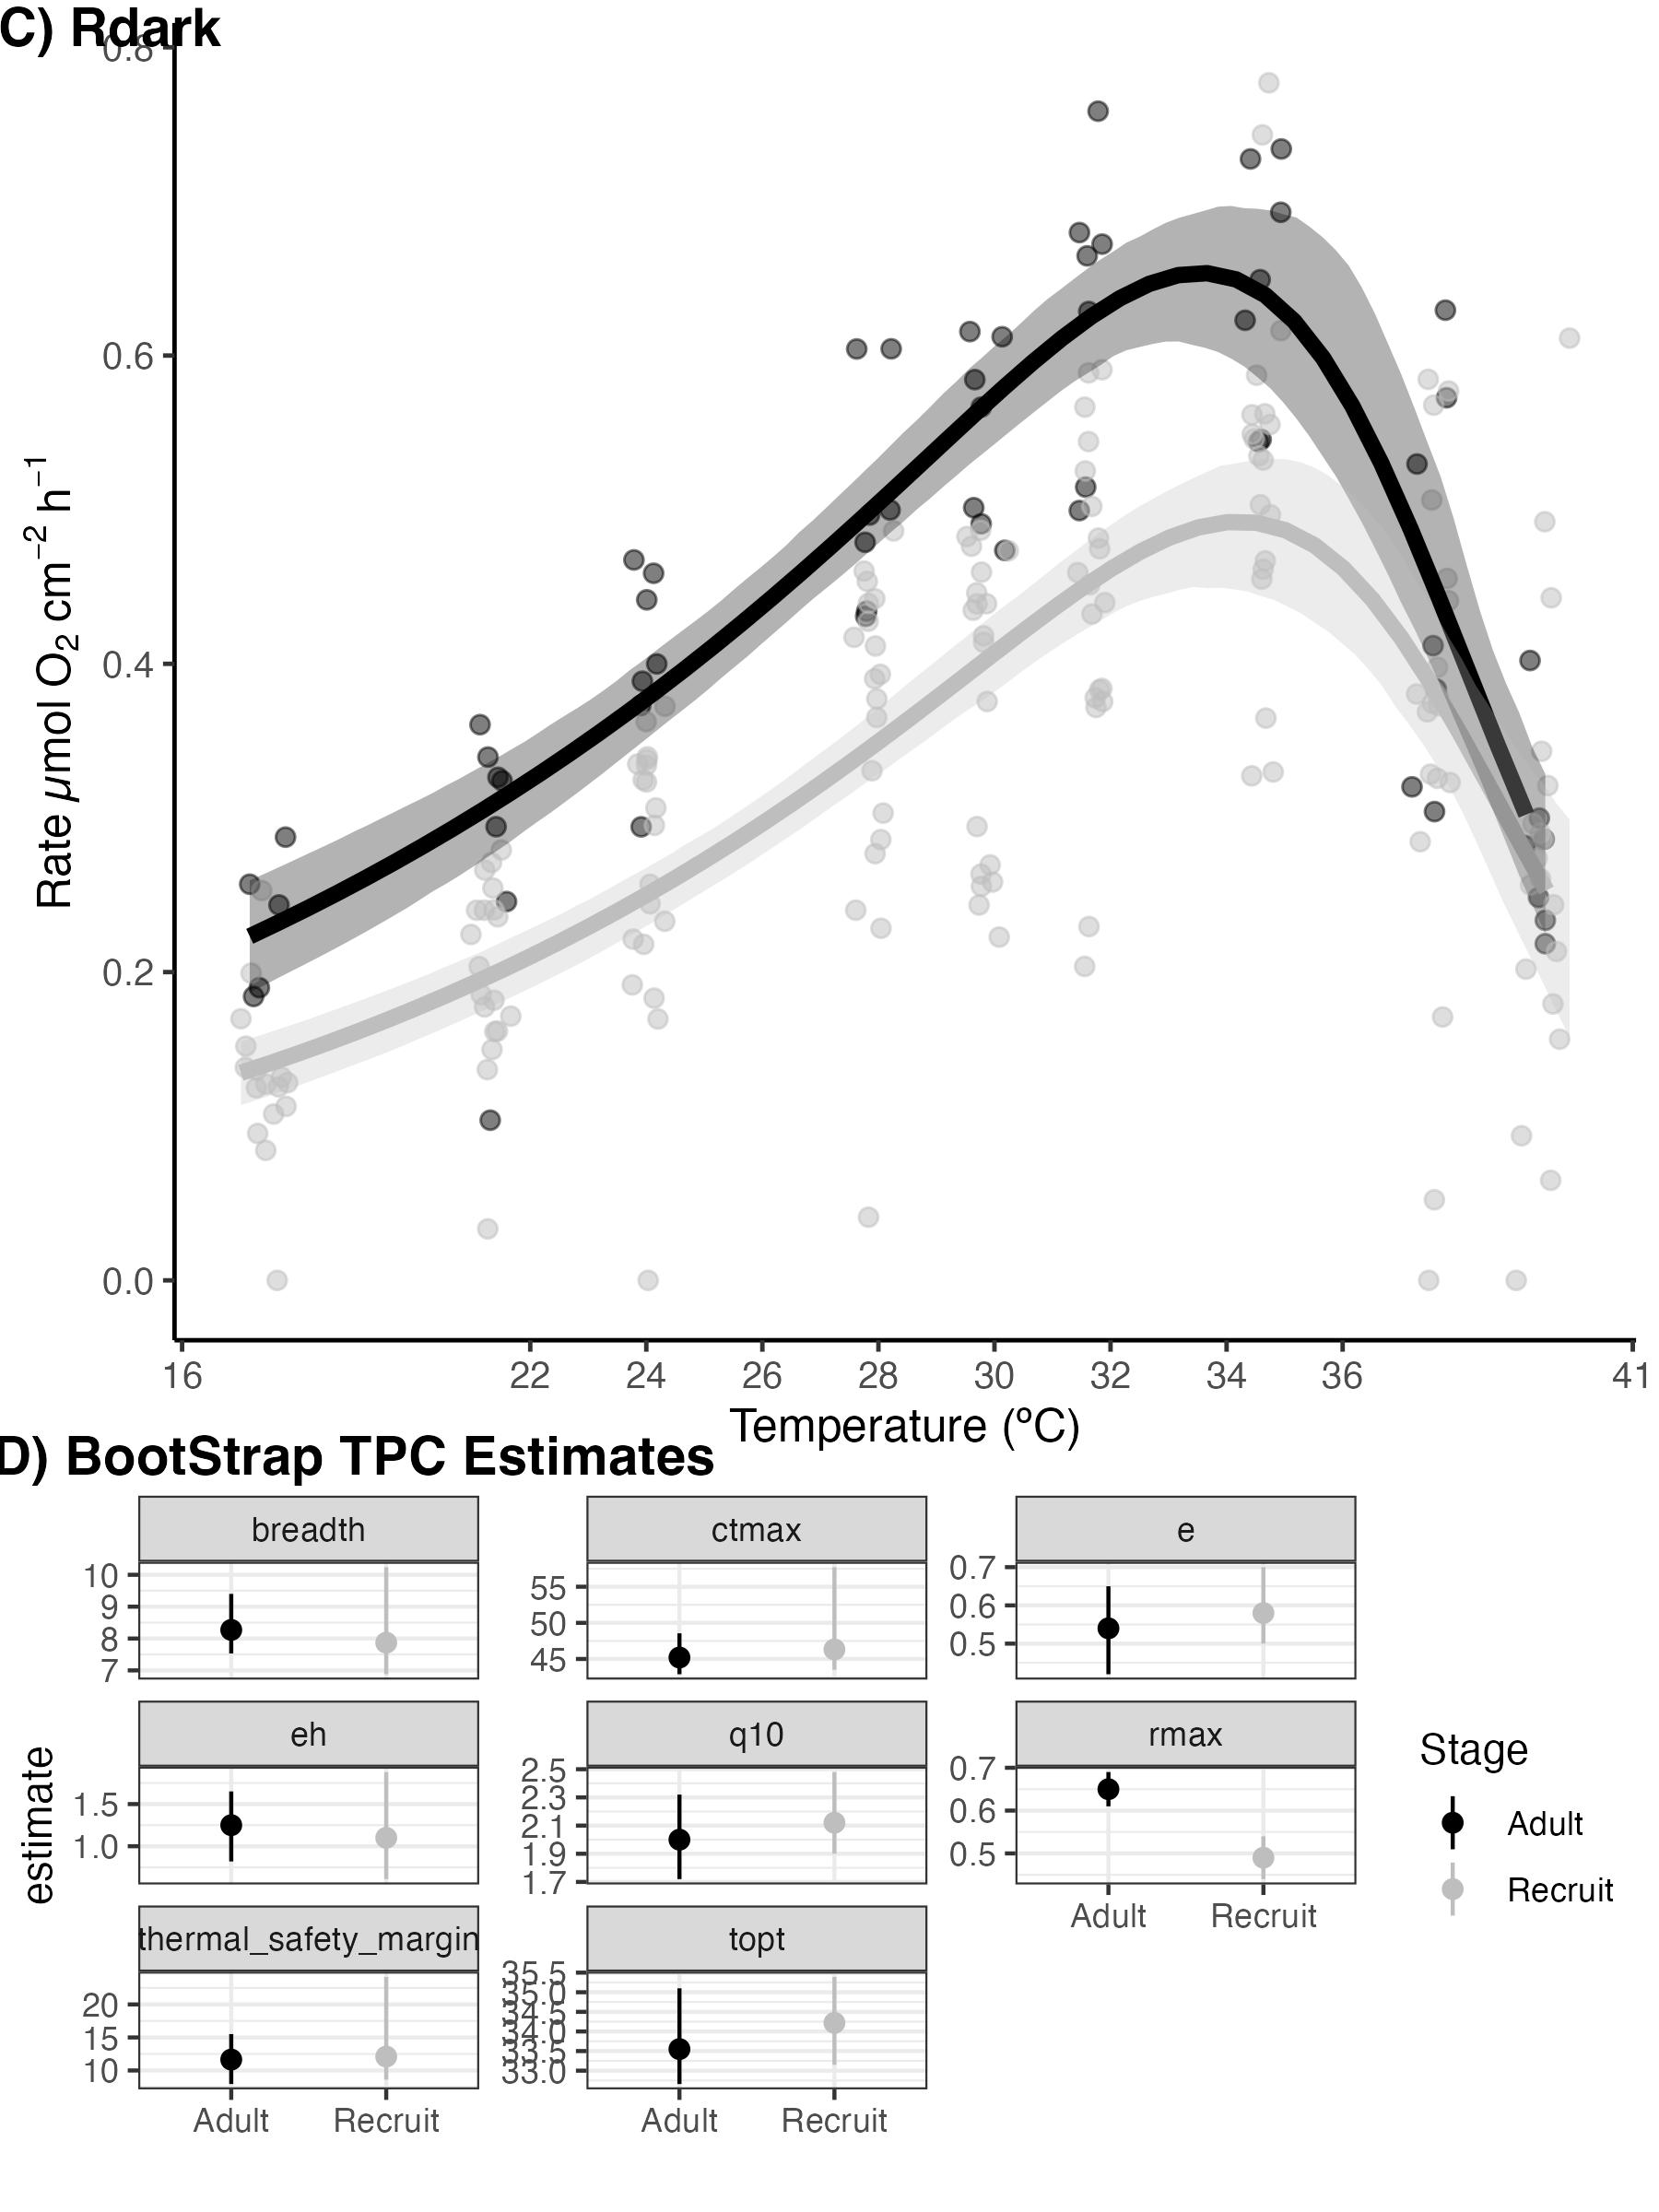 C) Rdark
0.8
0.6
0.4
0.2
0.0
Rate µmol O₂ cm⁻² h⁻¹
16 22 24 26 28 30 32 34 36 41
Temperature (ºC)
D) BootStrap TPC Estimates
breadth ctmax e
10
9
8
7
55
50
45
0.7
0.6
0.5
eh q10 rmax
1.5
1.0
2.5
2.3
2.1
1.9
1.7
0.7
0.6
0.5
Adult Recruit
thermal_safety_margin topt
20
15
10
35.5
35.0
34.5
34.0
33.5
33.0
Adult Recruit Adult Recruit
estimate
Stage
Adult
Recruit